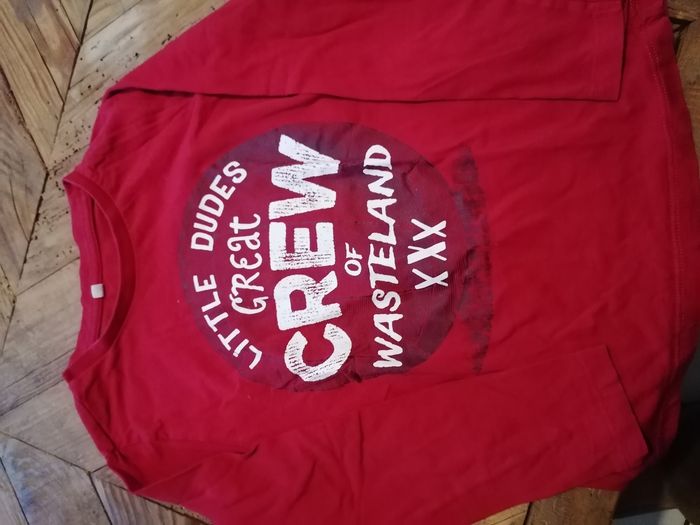 LITTLE DUDES
GREat
CREW
OF
WASTELAND
XXX